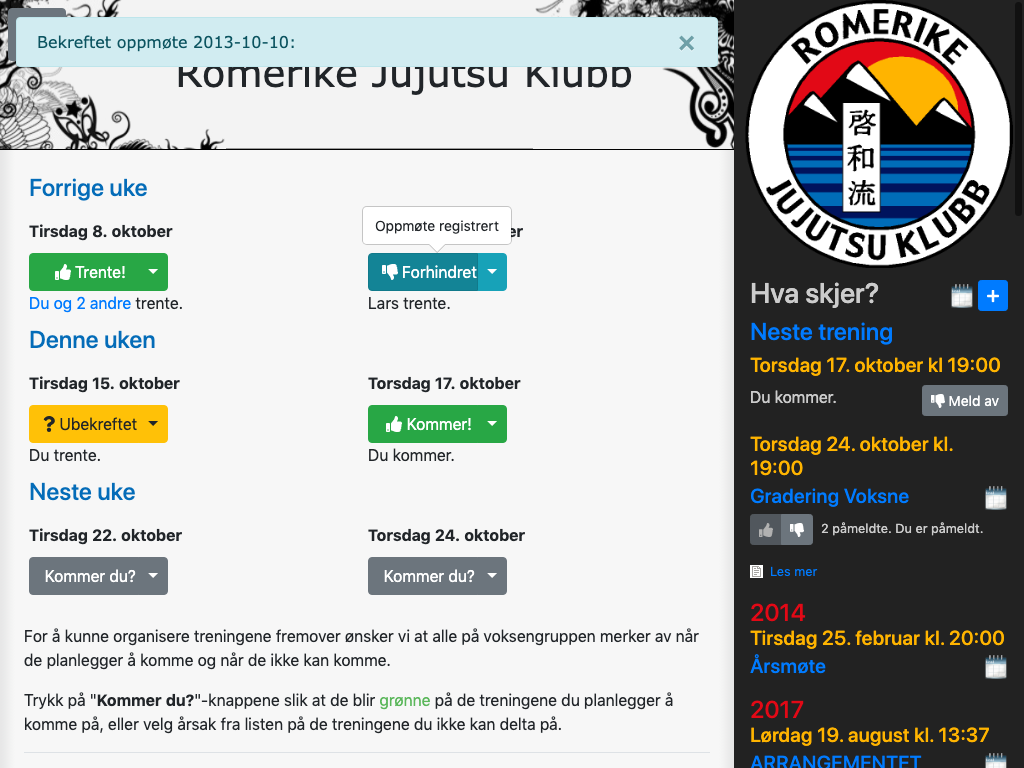 Bekreftet oppmøte 2013-10-10:
×
Romerike Jujutsu Klubb
Forrige uke
Tirsdag 8. oktober
Trente!
Du og 2 andre trente.
Oppmøte registrert
er
Forhindret
Lars trente.
Denne uken
Tirsdag 15. oktober
Ubekreftet
Du trente.
Torsdag 17. oktober
Kommer!
Du kommer.
Neste uke
Tirsdag 22. oktober
Kommer du?
Torsdag 24. oktober
Kommer du?
For å kunne organisere treningene fremover ønsker vi at alle på voksengruppen merker av når
de planlegger å komme og når de ikke kan komme.
Trykk på "Kommer du?"-knappene slik at de blir grønne på de treningene du planlegger å
komme på, eller velg årsak fra listen på de treningene du ikke kan delta på.
ROMERIKE
啓和流
JUJUTSU KLUBB
Hva skjer?
+
Neste trening
Torsdag 17. oktober kl 19:00
Du kommer.
Meld av
Torsdag 24. oktober kl.
19:00
Gradering Voksne
2 påmeldte. Du er påmeldt.
Les mer
2014
Tirsdag 25. februar kl. 20:00
Årsmøte
2017
Lørdag 19. august kl. 13:37
ARRANGEMENTET